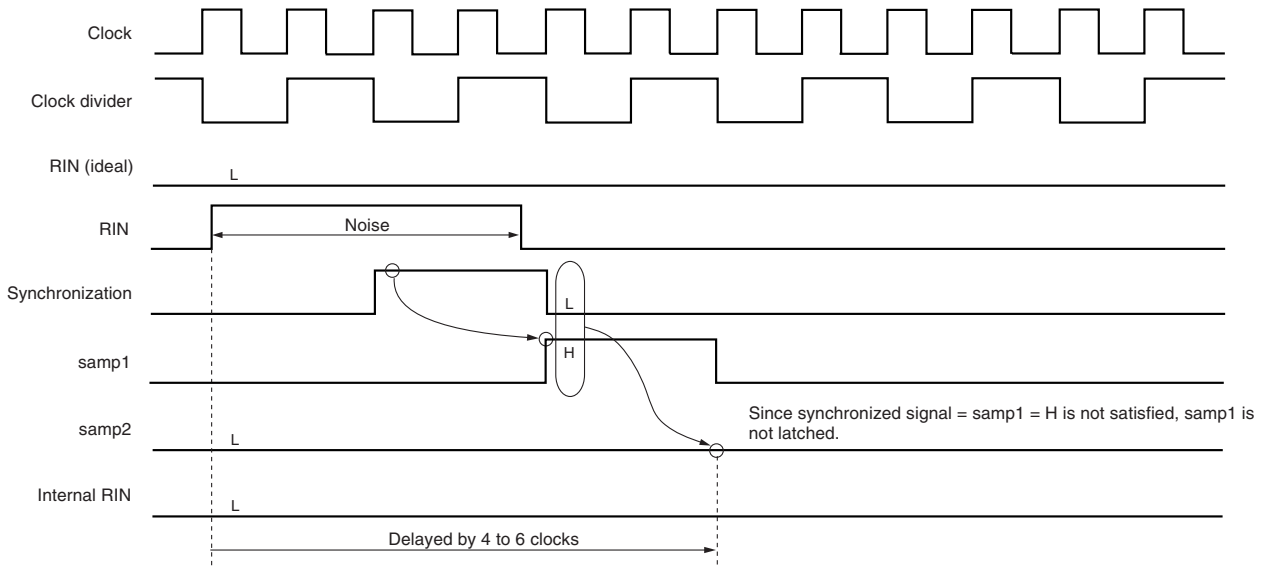 Clock
Clock divider
RIN (ideal)
L
RIN
Noise
Synchronization
L
samp1
H
Since synchronized signal = samp1 = H is not satisfied, samp1 is
not latched.
samp2
L
Internal RIN
L
Delayed by 4 to 6 clocks